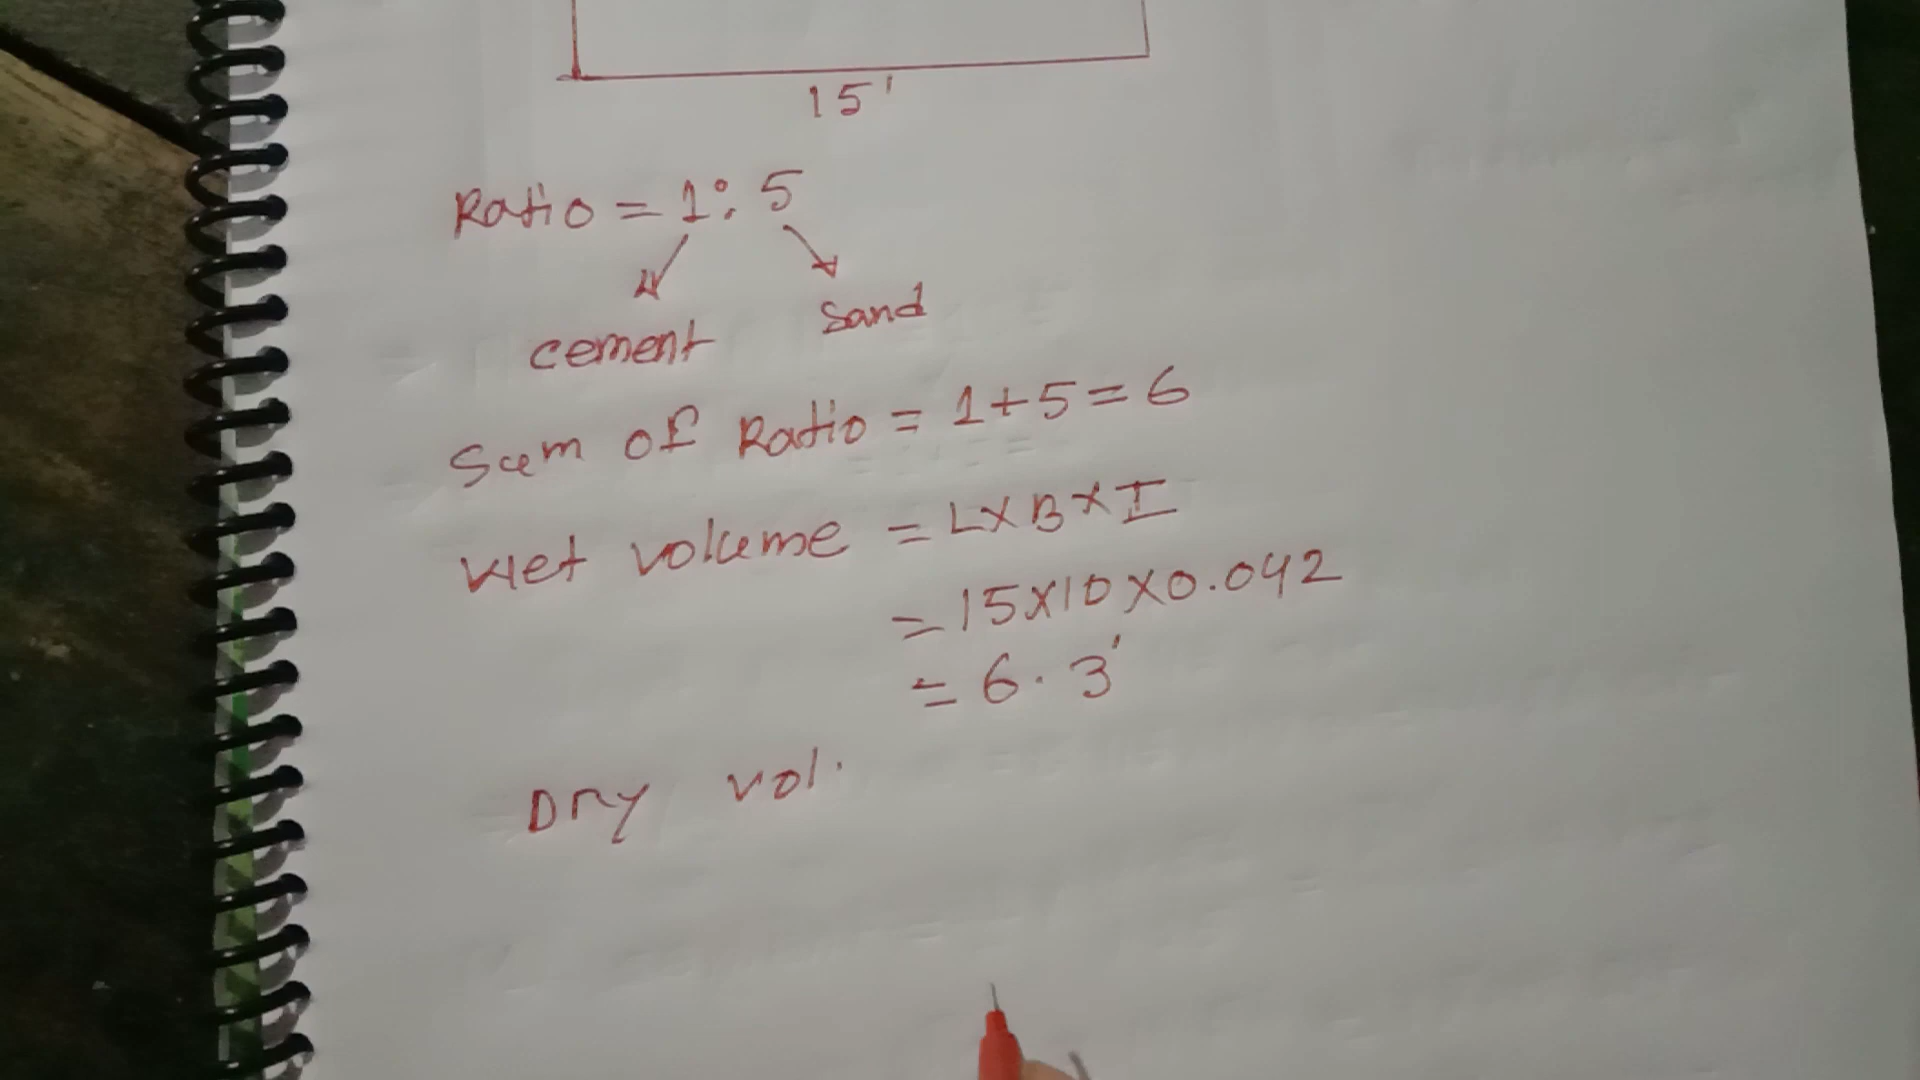 15'
Ratio = 1:5
cement
Sand
Sum of Ratio = 1+5=6
Wet volume = L×B×I
= 15×10×0.042
= 6.3'
Dry vol.